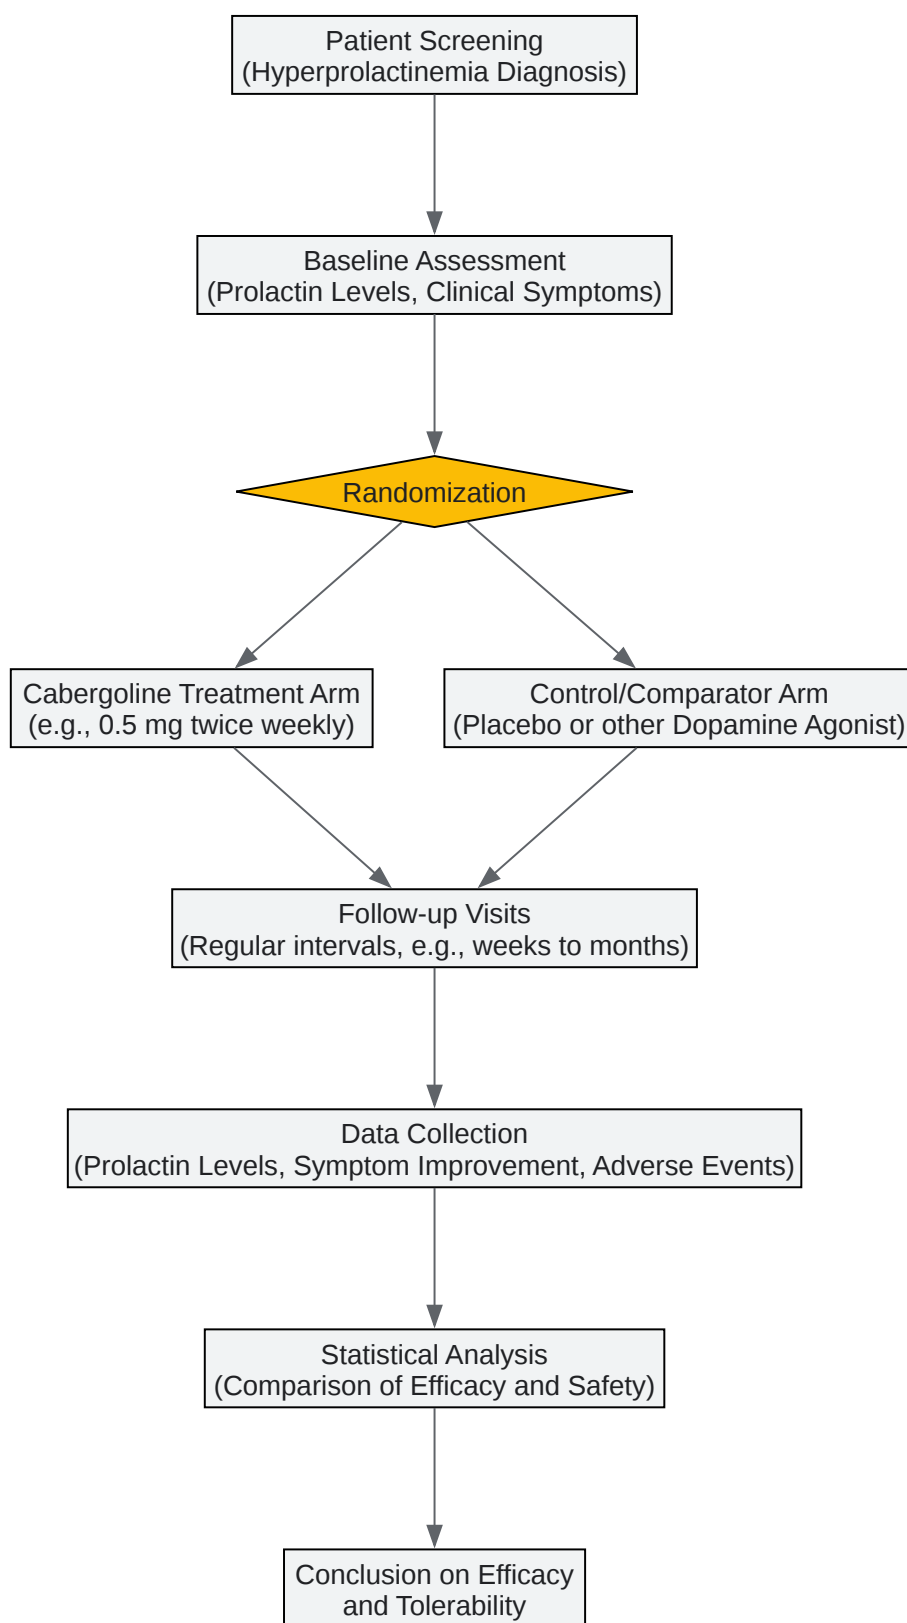 Patient Screening
(Hyperprolactinemia Diagnosis)
Baseline Assessment
(Prolactin Levels, Clinical Symptoms)
Randomization
Cabergoline Treatment Arm
(e.g., 0.5 mg twice weekly)
Control/Comparator Arm
(Placebo or other Dopamine Agonist)
Follow-up Visits
(Regular intervals, e.g., weeks to months)
Data Collection
(Prolactin Levels, Symptom Improvement, Adverse Events)
Statistical Analysis
(Comparison of Efficacy and Safety)
Conclusion on Efficacy
and Tolerability